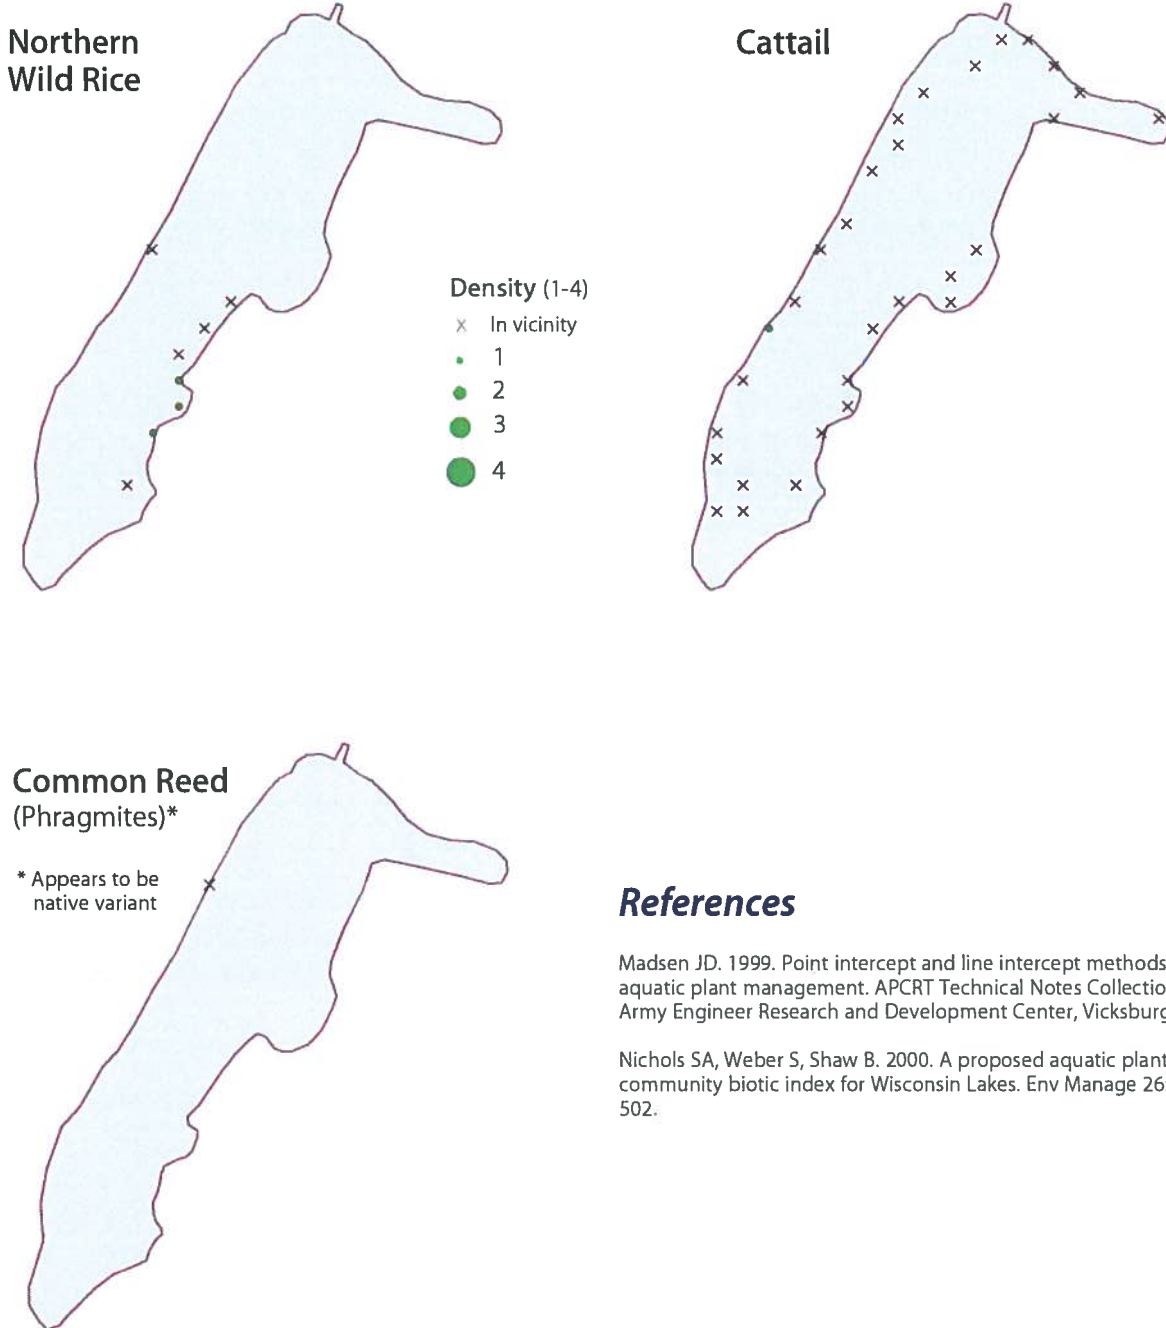 Northern
Wild Rice
Cattail
Density (1-4)
In vicinity
1
2
3
4
Common Reed
(Phragmites)*
* Appears to be
native variant
References
Madsen JD. 1999. Point intercept and line intercept methods
aquatic plant management. APCRT Technical Notes Collectio
Army Engineer Research and Development Center, Vicksburg
Nichols SA, Weber S, Shaw B. 2000. A proposed aquatic plant
community biotic index for Wisconsin Lakes. Env Manage 26
502.